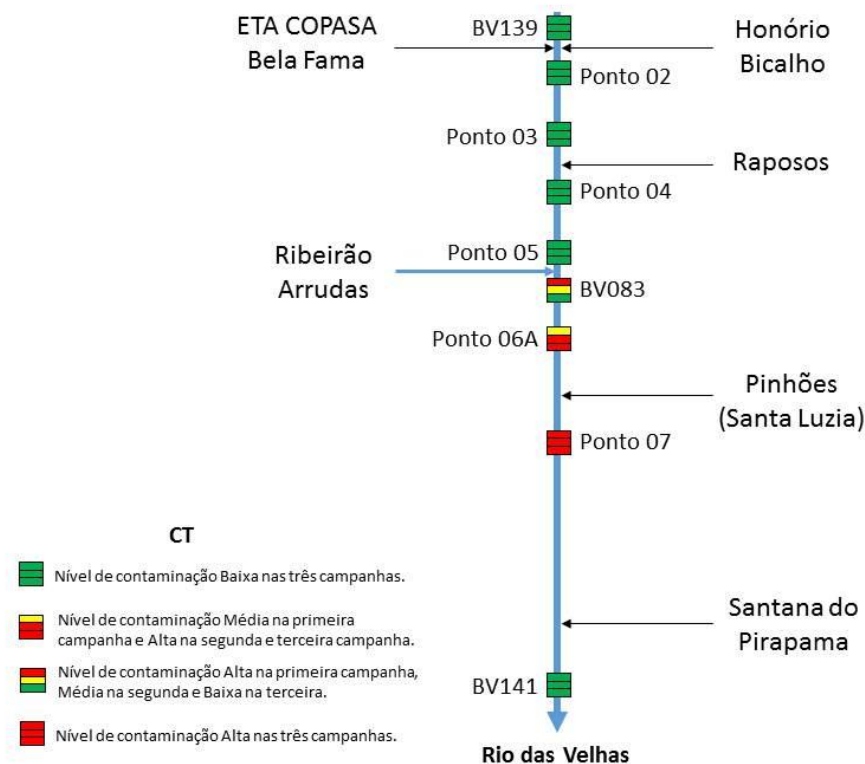 ETA COPASA
Bela Fama
BV139
Honório
Bicalho
Ponto 02
Ponto 03
Raposos
Ponto 04
Ribeirão
Arrudas
Ponto 05
BV083
Ponto 06A
Pinhões
(Santa Luzia)
Ponto 07
CT
Nível de contaminação Baixa nas três campanhas.
Nível de contaminação Média na primeira
campanha e Alta na segunda e terceira campanha.
Nível de contaminação Alta na primeira campanha,
Média na segunda e Baixa na terceira.
Nível de contaminação Alta nas três campanhas.
Santana do
Pirapama
BV141
Rio das Velhas